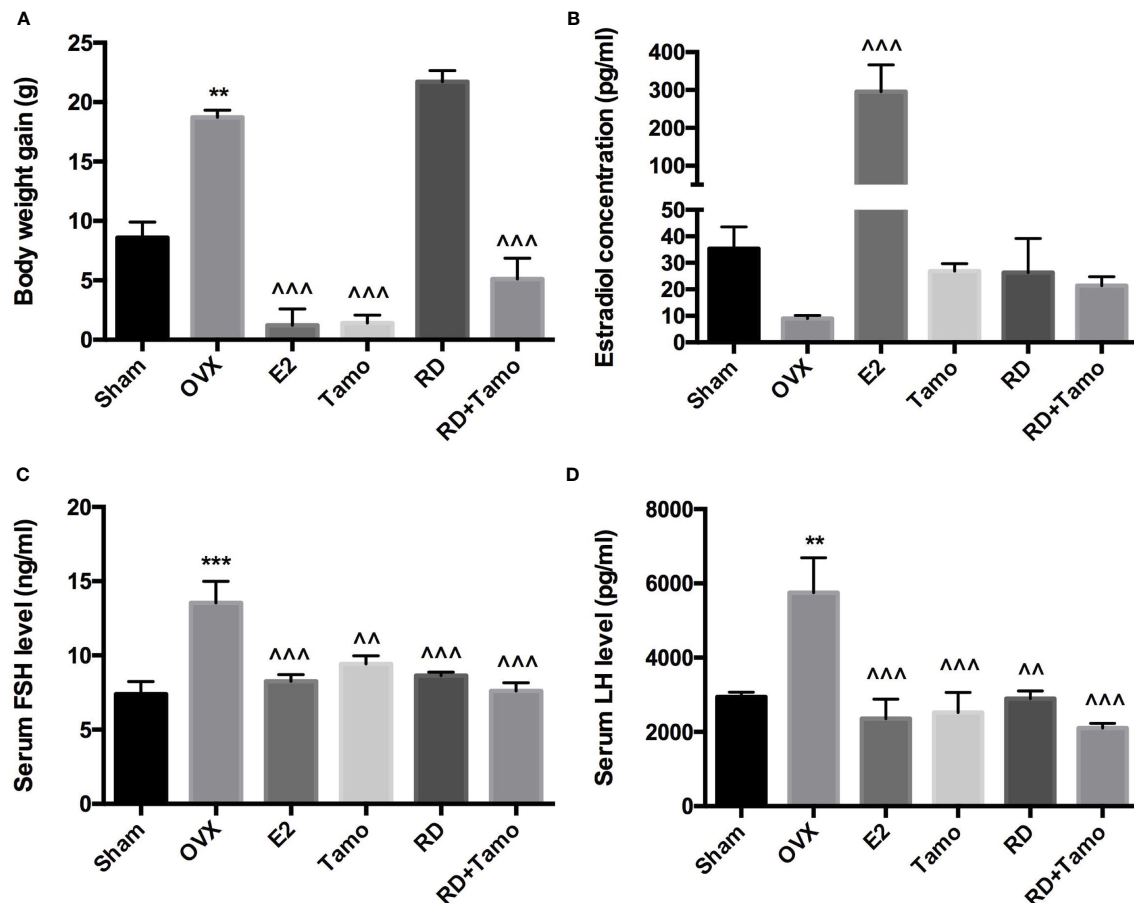 A
Body weight gain (g)
25
20
15
10
5
0
**
^^^
^^^
^^^
Sham
OVX
E2
Tamo
RD
RD+Tamo
B
Estradiol concentration (pg/ml)
400
300
200
100
50
40
30
20
10
0
^^^
Sham
OVX
E2
Tamo
RD
RD+Tamo
C
Serum FSH level (ng/ml)
20
15
10
5
0
***
^^^
^^
^^^
^^^
Sham
OVX
E2
Tamo
RD
RD+Tamo
D
Serum LH level (pg/ml)
8000
6000
4000
2000
0
**
^^^
^^^
^^
^^^
Sham
OVX
E2
Tamo
RD
RD+Tamo